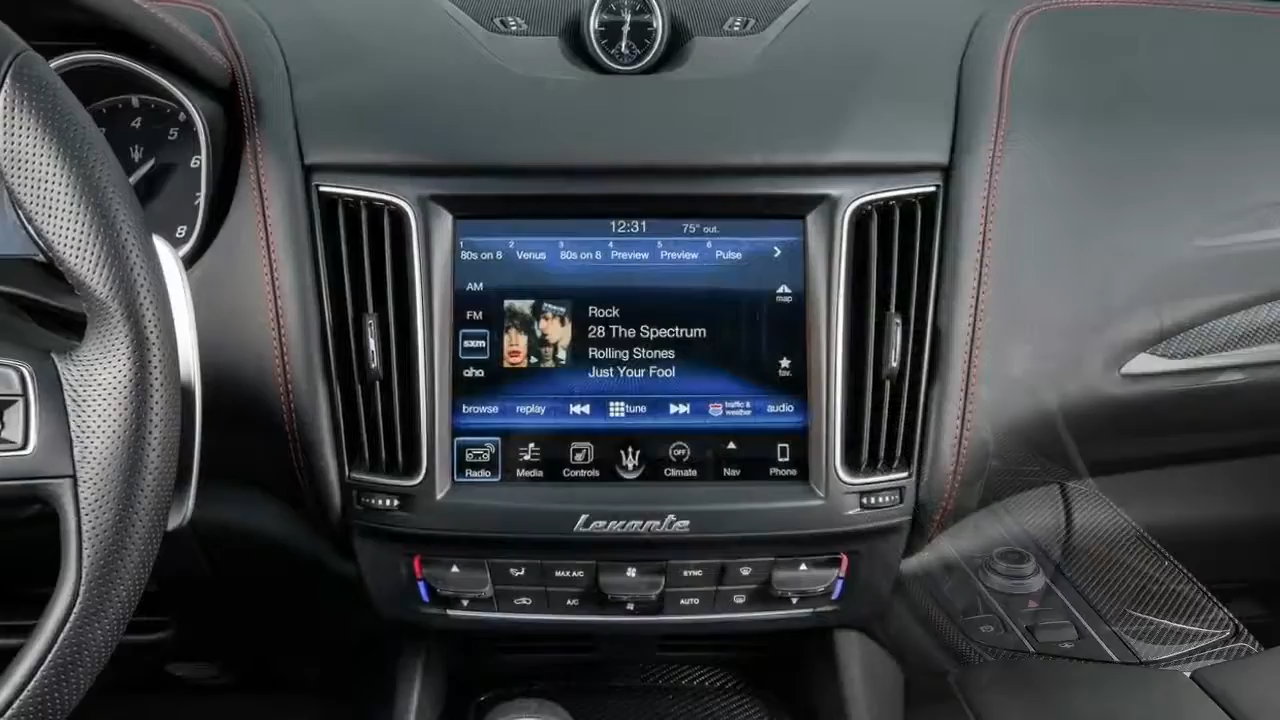 4
5
6
7
8
12:31 75° out.
1 2 3 4 5 6
80s on 8 Venus 80s on 8 Preview Preview Pulse
AM
map
FM
Rock
sxm
28 The Spectrum
Rolling Stones
aha
Just Your Fool
fav.
browse replay tune traffic & weather audio
OFF
Radio Media Controls Climate Nav Phone
Levante
MAX A/C SYNC
A/C AUTO